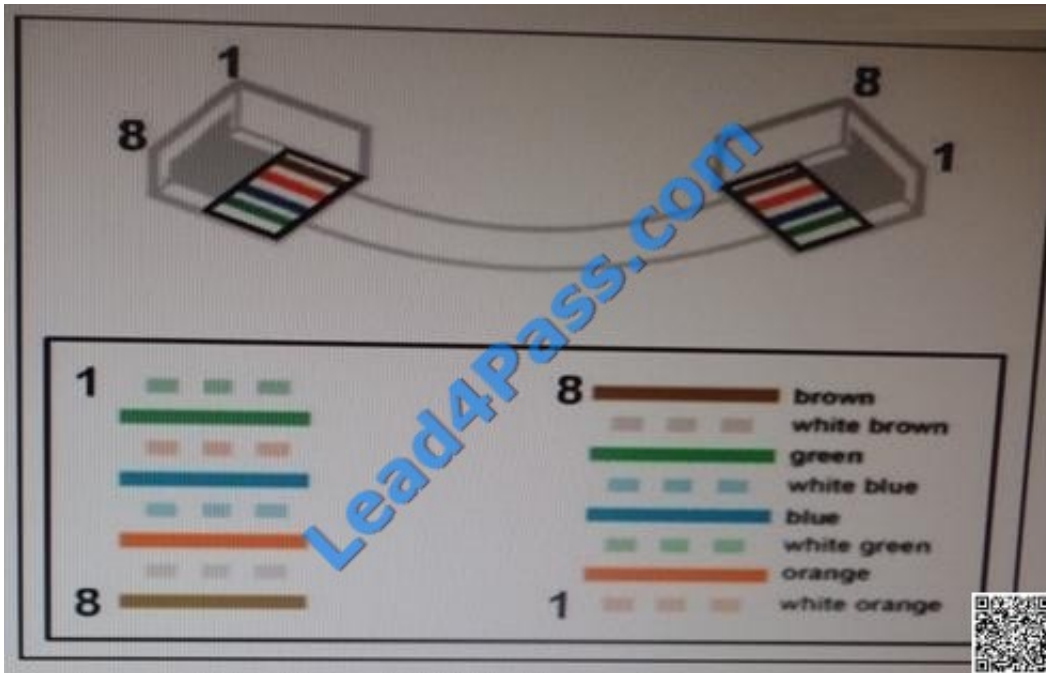 1
8
8
1
Lead4Pass.com
1
8
8
brown
white brown
green
white blue
blue
white green
orange
1
white orange